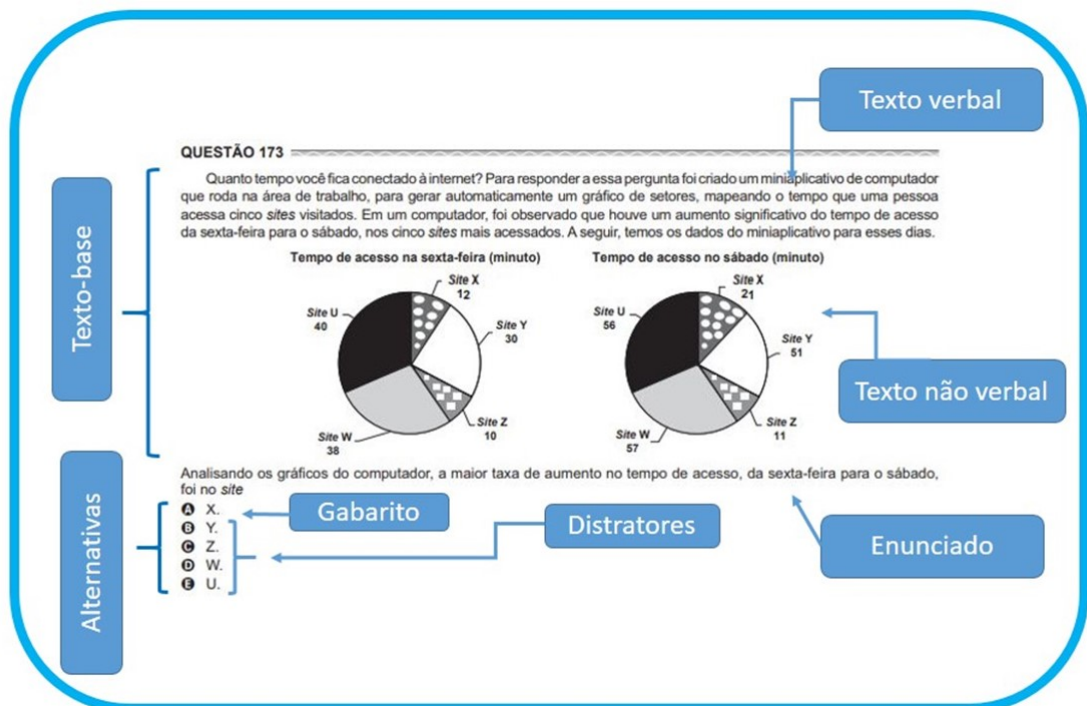 Texto verbal
QUESTÃO 173
Quanto tempo você fica conectado à internet? Para responder a essa pergunta foi criado um miniaplicativo de computador
que roda na área de trabalho, para gerar automaticamente um gráfico de setores, mapeando o tempo que uma pessoa
acessa cinco sites visitados. Em um computador, foi observado que houve um aumento significativo do tempo de acesso
da sexta-feira para o sábado, nos cinco sites mais acessados. A seguir, temos os dados do miniaplicativo para esses dias.
Texto-base
Tempo de acesso na sexta-feira (minuto)
Site X
12
Site U
40
Site Y
30
Site Z
10
Site W
38
Tempo de acesso no sábado (minuto)
Site X
21
Site U
56
Site Y
51
Site Z
11
Site W
57
Texto não verbal
Analisando os gráficos do computador, a maior taxa de aumento no tempo de acesso, da sexta-feira para o sábado,
foi no site
Alternativas
A X.
B Y.
C Z.
D W.
E U.
Gabarito
Distratores
Enunciado